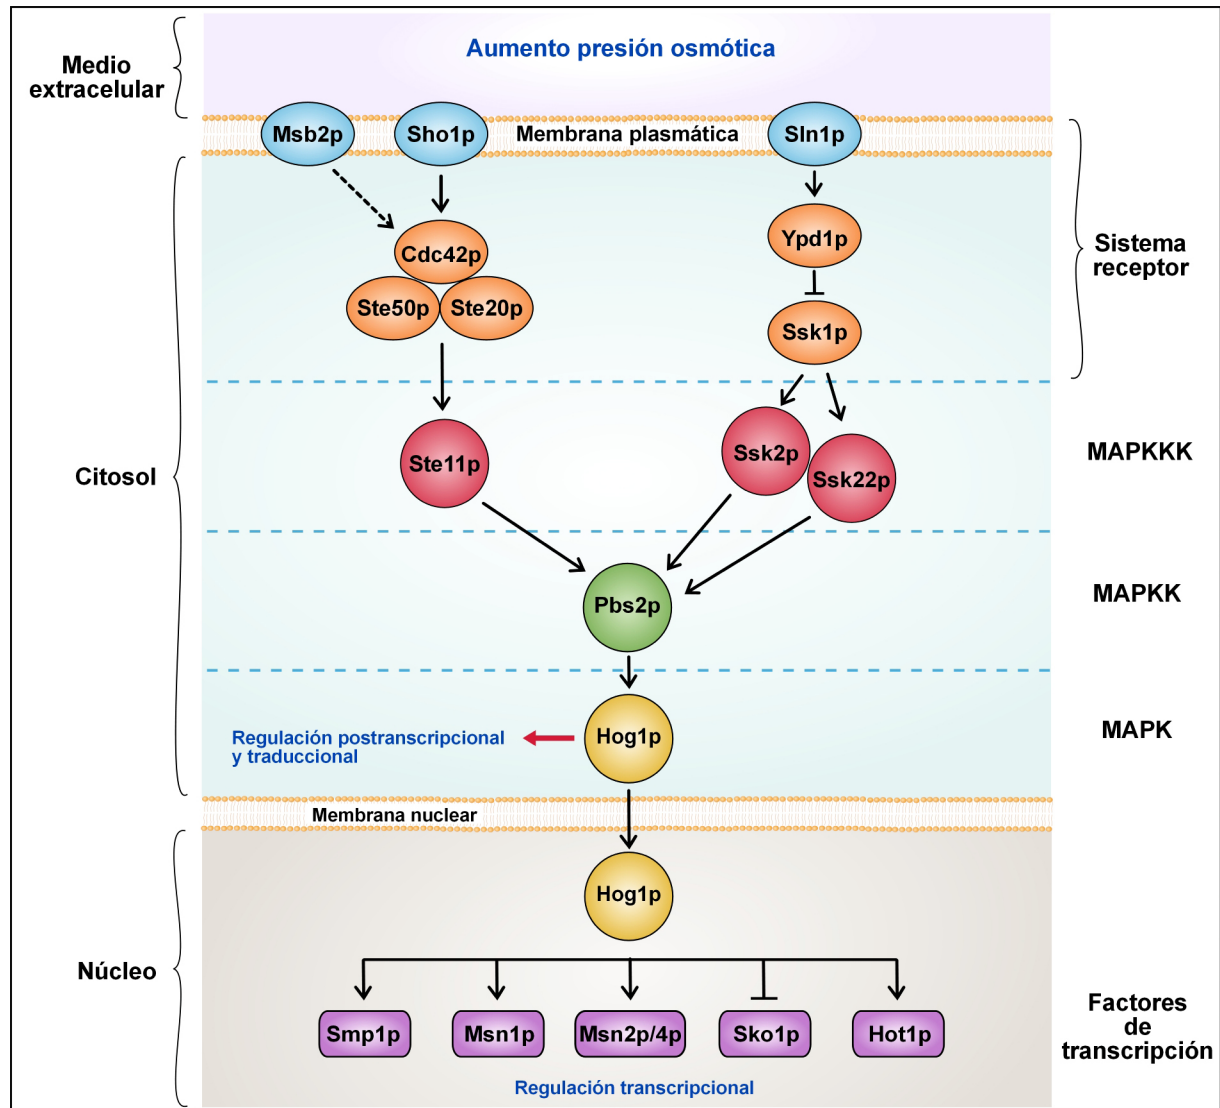 Aumento presión osmótica
Medio
extracelular
Msb2p
Sho1p
Membrana plasmática
Sln1p
Cdc42p
Ste50p
Ste20p
Ypd1p
Ssk1p
Sistema
receptor
Citosol
Ste11p
Ssk2p
Ssk22p
MAPKKK
Pbs2p
MAPKK
Regulación postranscripcional
y traduccional
Hog1p
MAPK
Membrana nuclear
Hog1p
Núcleo
Smp1p
Msn1p
Msn2p/4p
Sko1p
Hot1p
Factores
de
transcripción
Regulación transcripcional